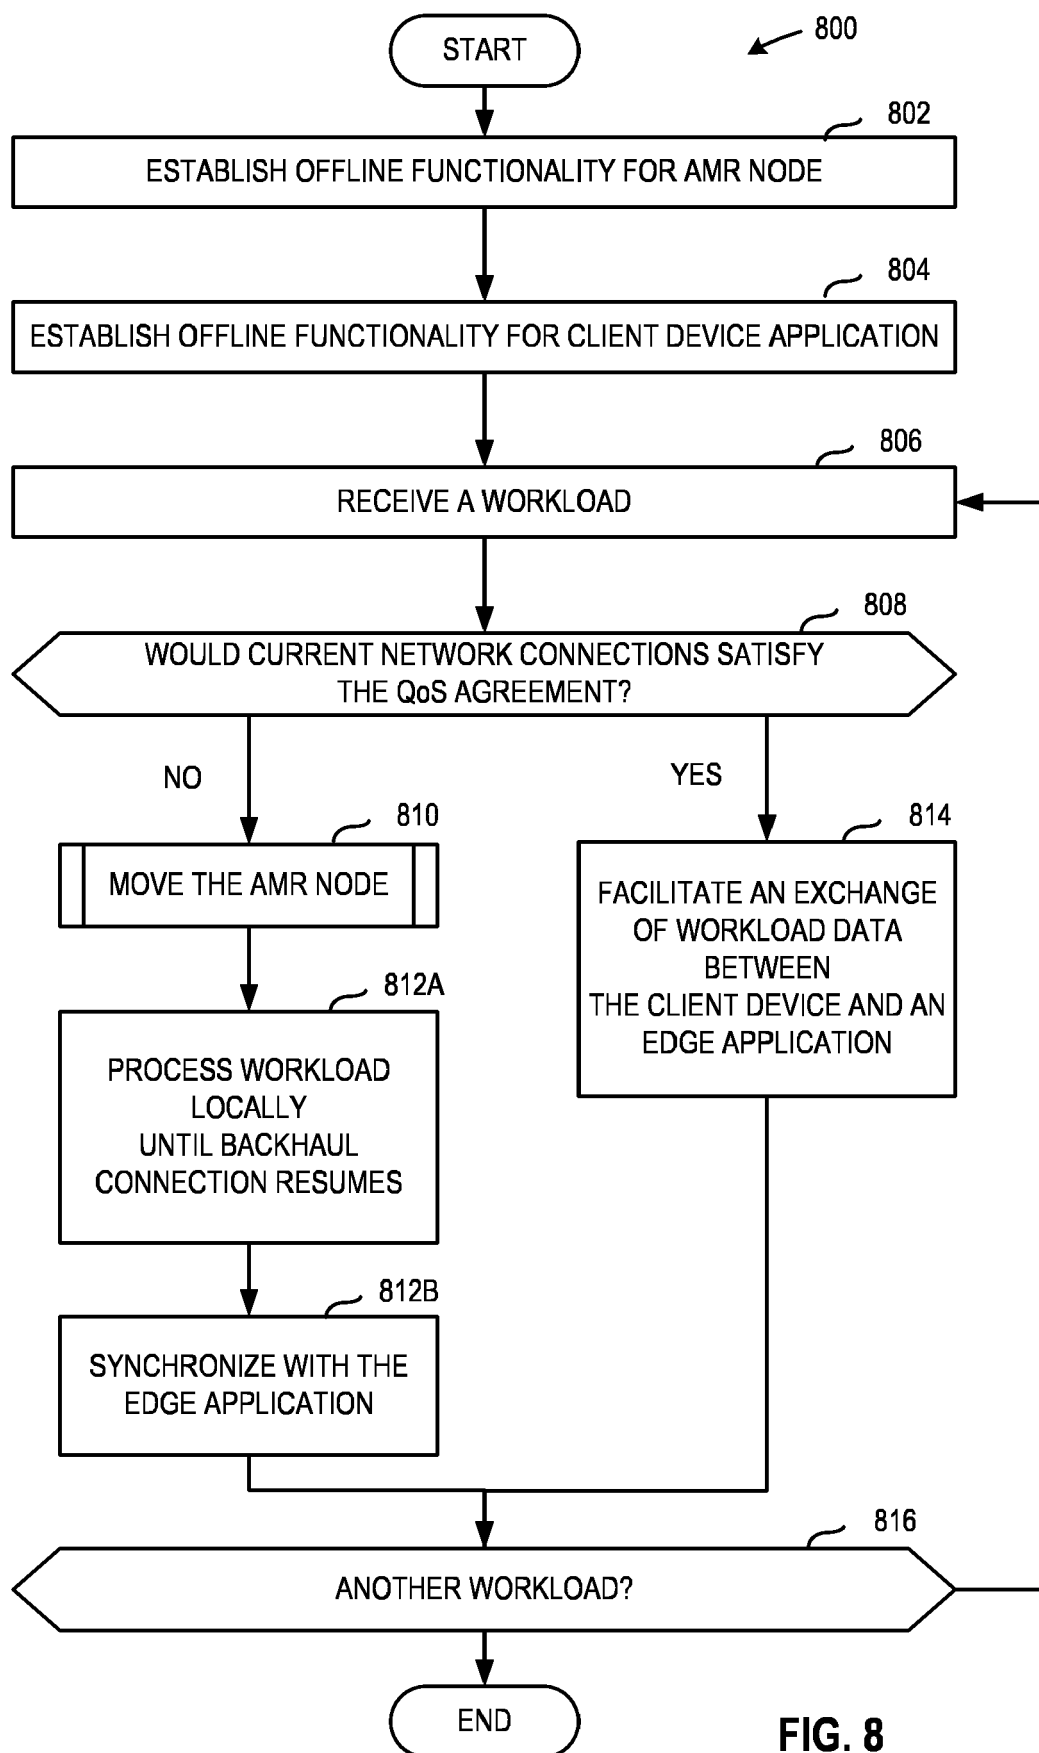 START
800
802
ESTABLISH OFFLINE FUNCTIONALITY FOR AMR NODE
804
ESTABLISH OFFLINE FUNCTIONALITY FOR CLIENT DEVICE APPLICATION
806
RECEIVE A WORKLOAD
808
WOULD CURRENT NETWORK CONNECTIONS SATISFY
THE QoS AGREEMENT?
NO
YES
810
MOVE THE AMR NODE
814
FACILITATE AN EXCHANGE
OF WORKLOAD DATA
BETWEEN
THE CLIENT DEVICE AND AN
EDGE APPLICATION
812A
PROCESS WORKLOAD
LOCALLY
UNTIL BACKHAUL
CONNECTION RESUMES
812B
SYNCHRONIZE WITH THE
EDGE APPLICATION
816
ANOTHER WORKLOAD?
END
FIG. 8